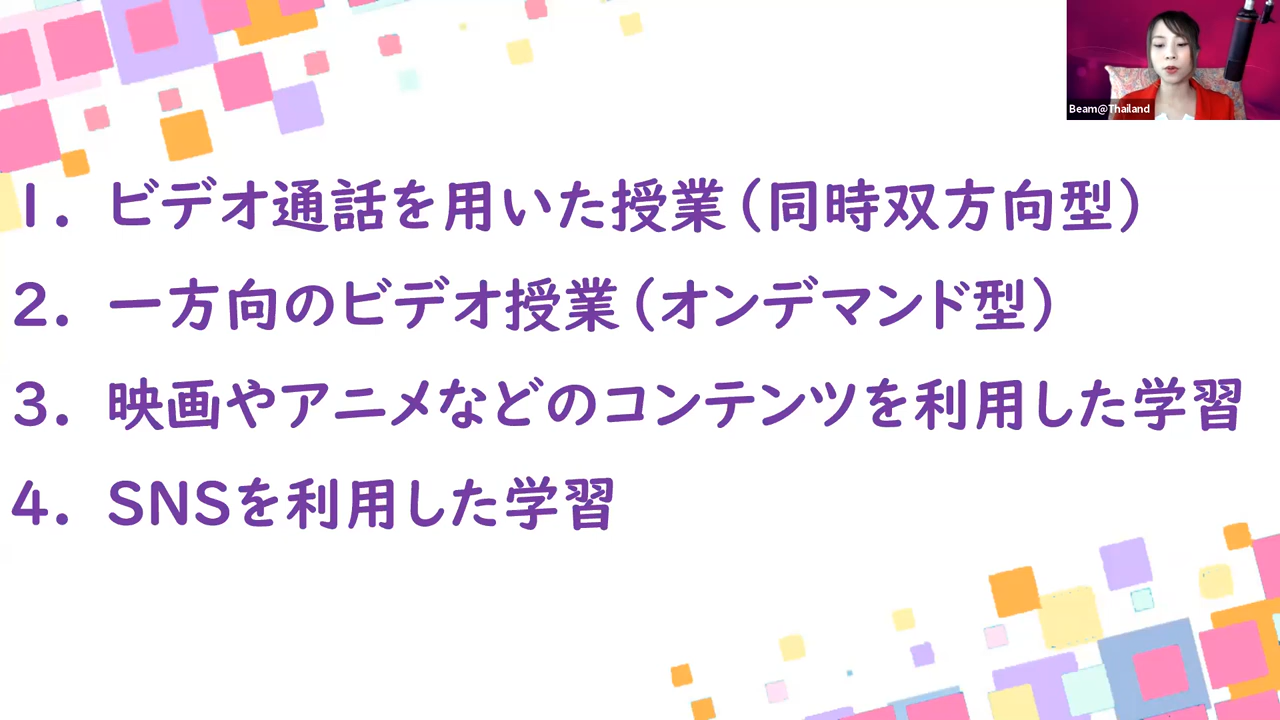 1. ビデオ通話を用いた授業（同時双方向型）
2. 一方向のビデオ授業（オンデマンド型）
3. 映画やアニメなどのコンテンツを利用した学習
4. SNSを利用した学習
Beam@Thailand